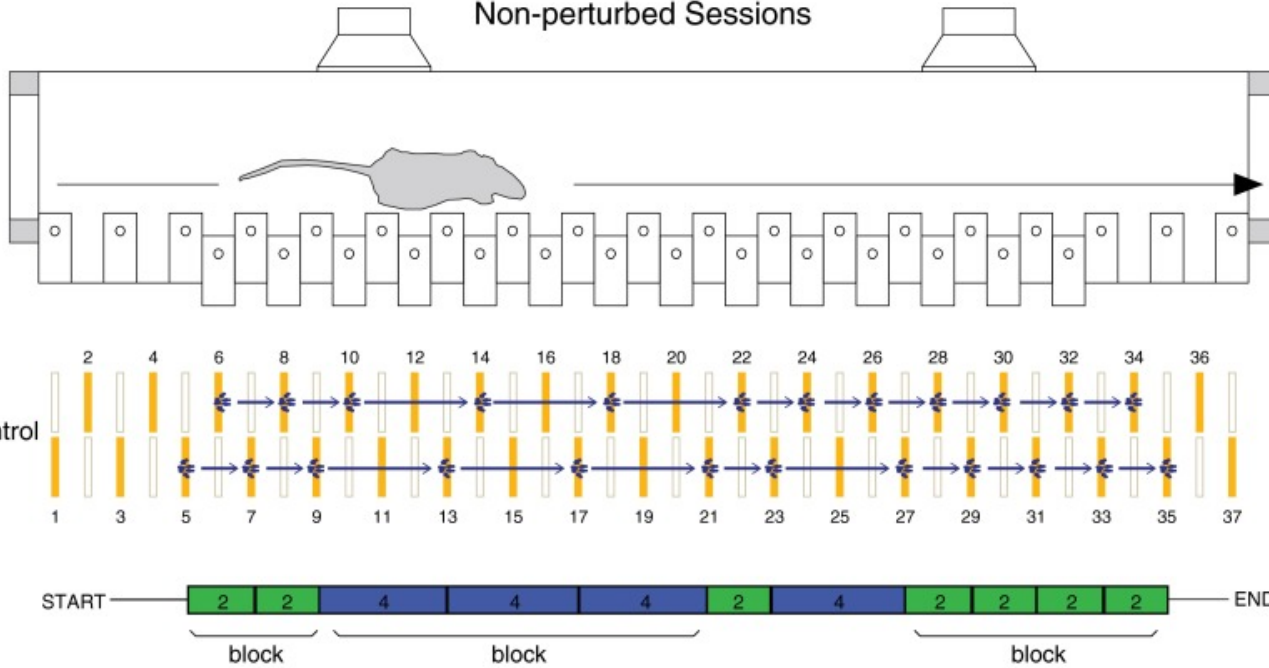 Non-perturbed Sessions
2 4 6 8 10 12 14 16 18 20 22 24 26 28 30 32 34 36
ntrol
1 3 5 7 9 11 13 15 17 19 21 23 25 27 29 31 33 35 37
START 2 2 4 4 4 2 4 2 2 2 2 END
block block block